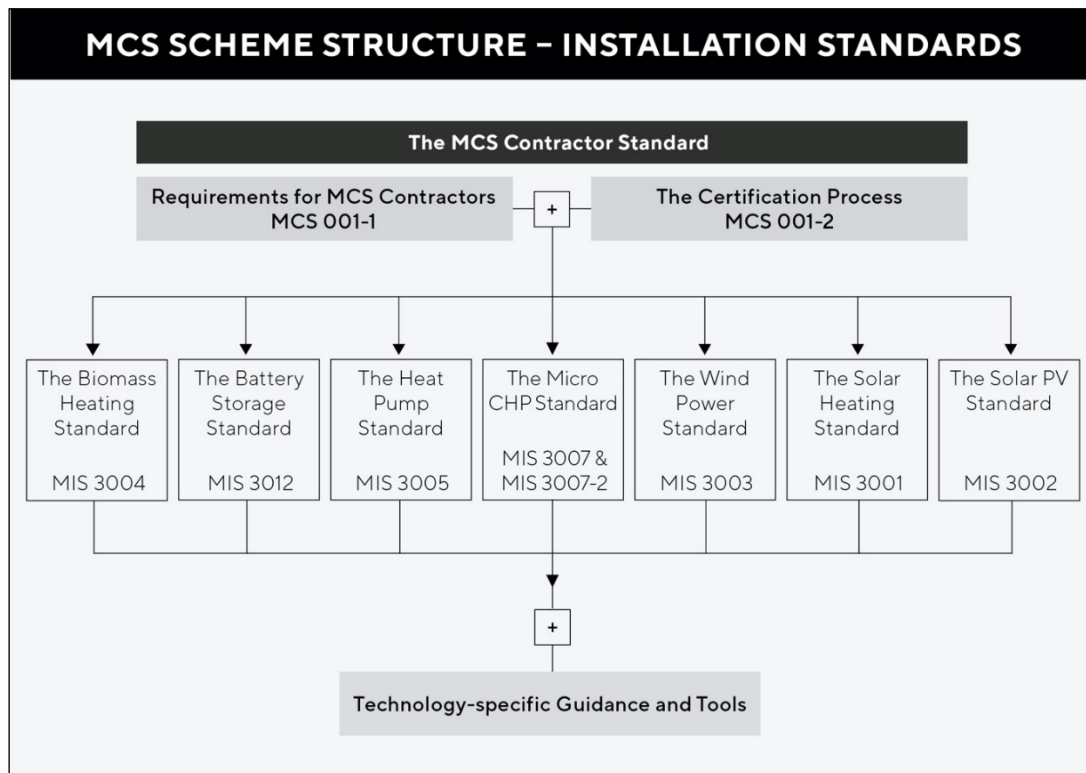 MCS SCHEME STRUCTURE – INSTALLATION STANDARDS
The MCS Contractor Standard
Requirements for MCS Contractors
MCS 001-1
+
The Certification Process
MCS 001-2
The Biomass
Heating
Standard
MIS 3004
The Battery
Storage
Standard
MIS 3012
The Heat
Pump
Standard
MIS 3005
The Micro
CHP Standard
MIS 3007 &
MIS 3007-2
The Wind
Power
Standard
MIS 3003
The Solar
Heating
Standard
MIS 3001
The Solar PV
Standard
MIS 3002
+
Technology-specific Guidance and Tools